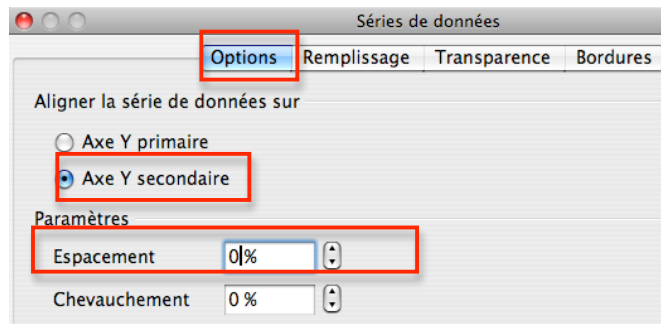 Séries de données
Options Remplissage Transparence Bordures
Aligner la série de données sur
Axe Y primaire
Axe Y secondaire
Paramètres
Espacement 0%
Chevauchement 0 %